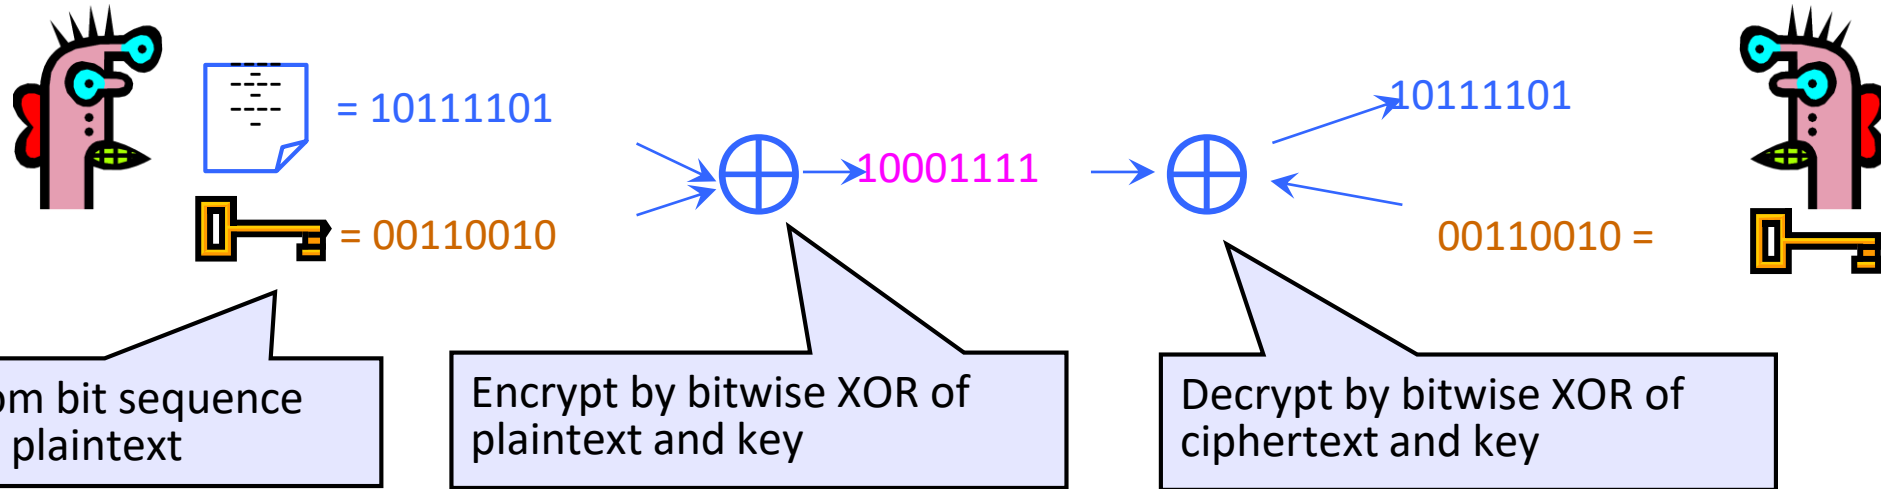 = 10111101
10111101
10001111
= 00110010
00110010 =
bit sequence
plaintext
Encrypt by bitwise XOR of
plaintext and key
Decrypt by bitwise XOR of
ciphertext and key